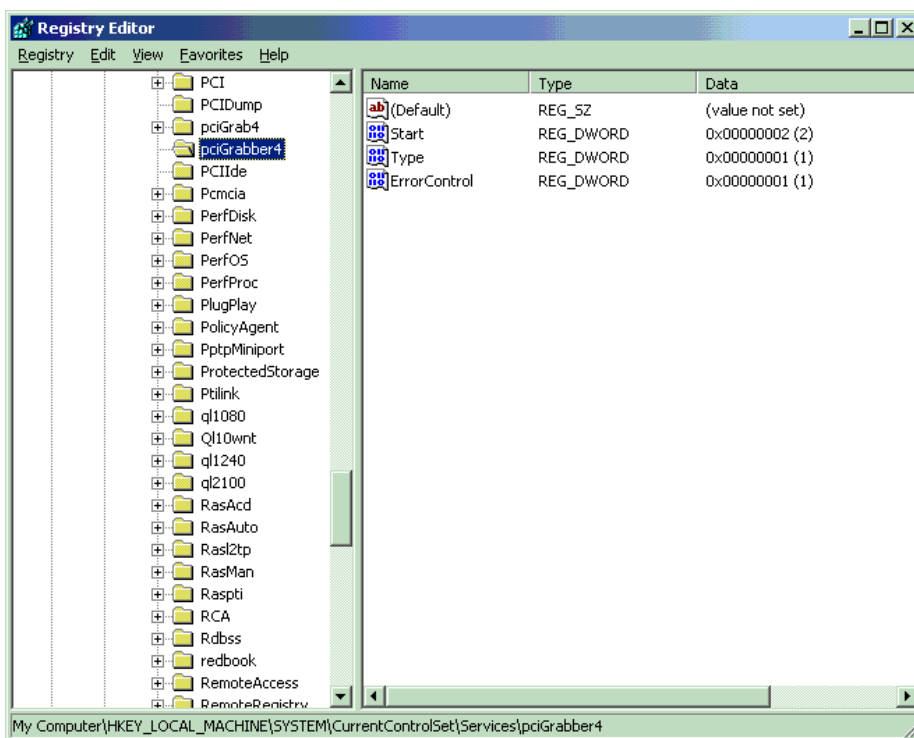 Registry Editor
Registry Edit View Favorites Help
PCI
PCIDump
pciGrab4
pciGrabber4
PCIIde
Pcmcia
PerfDisk
PerfNet
PerfOS
PerfProc
PlugPlay
PolicyAgent
PptpMiniport
ProtectedStorage
Ptilink
ql1080
Ql10wnt
ql1240
ql2100
RasAcd
RasAuto
Rasl2tp
RasMan
Raspti
RCA
Rdbss
redbook
RemoteAccess
RemoteRegistry
Name Type Data
(Default) REG_SZ (value not set)
Start REG_DWORD 0x00000002 (2)
Type REG_DWORD 0x00000001 (1)
ErrorControl REG_DWORD 0x00000001 (1)
My Computer\HKEY_LOCAL_MACHINE\SYSTEM\CurrentControlSet\Services\pciGrabber4